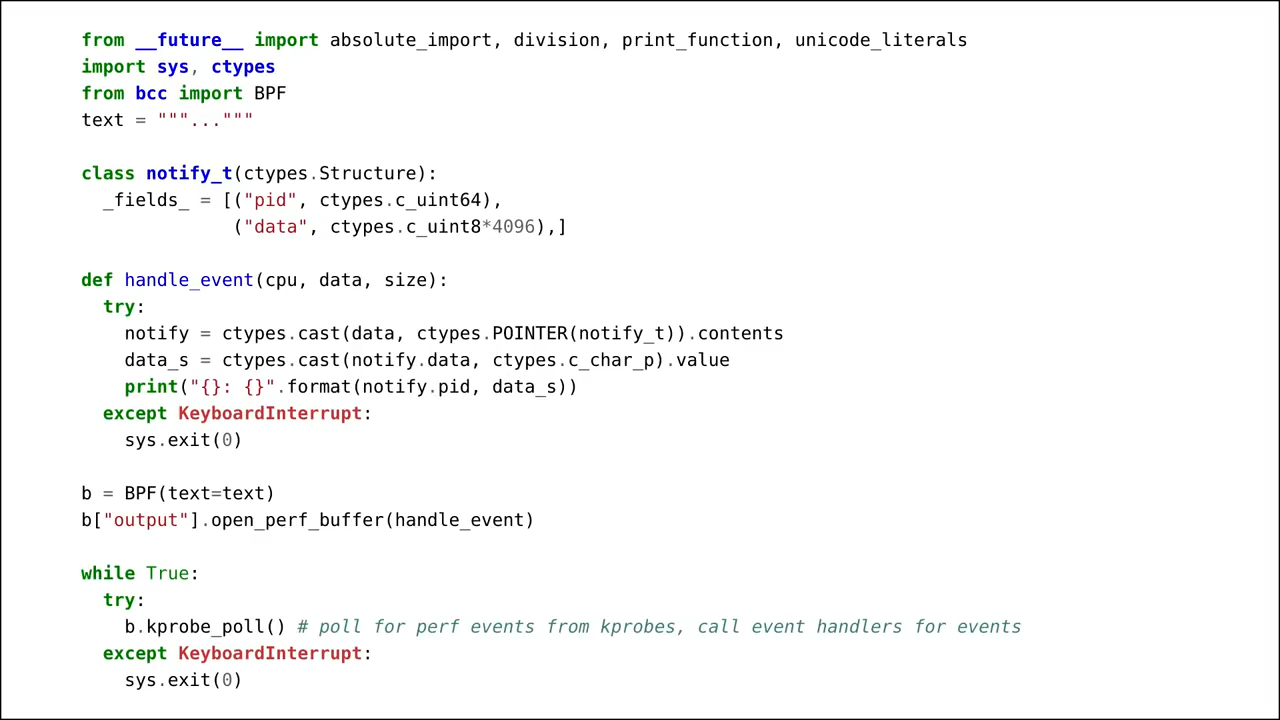 from __future__ import absolute_import, division, print_function, unicode_literals
import sys, ctypes
from bcc import BPF
text = """..."""

class notify_t(ctypes.Structure):
  _fields_ = [("pid", ctypes.c_uint64),
              ("data", ctypes.c_uint8*4096),]

def handle_event(cpu, data, size):
  try:
    notify = ctypes.cast(data, ctypes.POINTER(notify_t)).contents
    data_s = ctypes.cast(notify.data, ctypes.c_char_p).value
    print("{}: {}".format(notify.pid, data_s))
  except KeyboardInterrupt:
    sys.exit(0)

b = BPF(text=text)
b["output"].open_perf_buffer(handle_event)

while True:
  try:
    b.kprobe_poll() # poll for perf events from kprobes, call event handlers for events
  except KeyboardInterrupt:
    sys.exit(0)